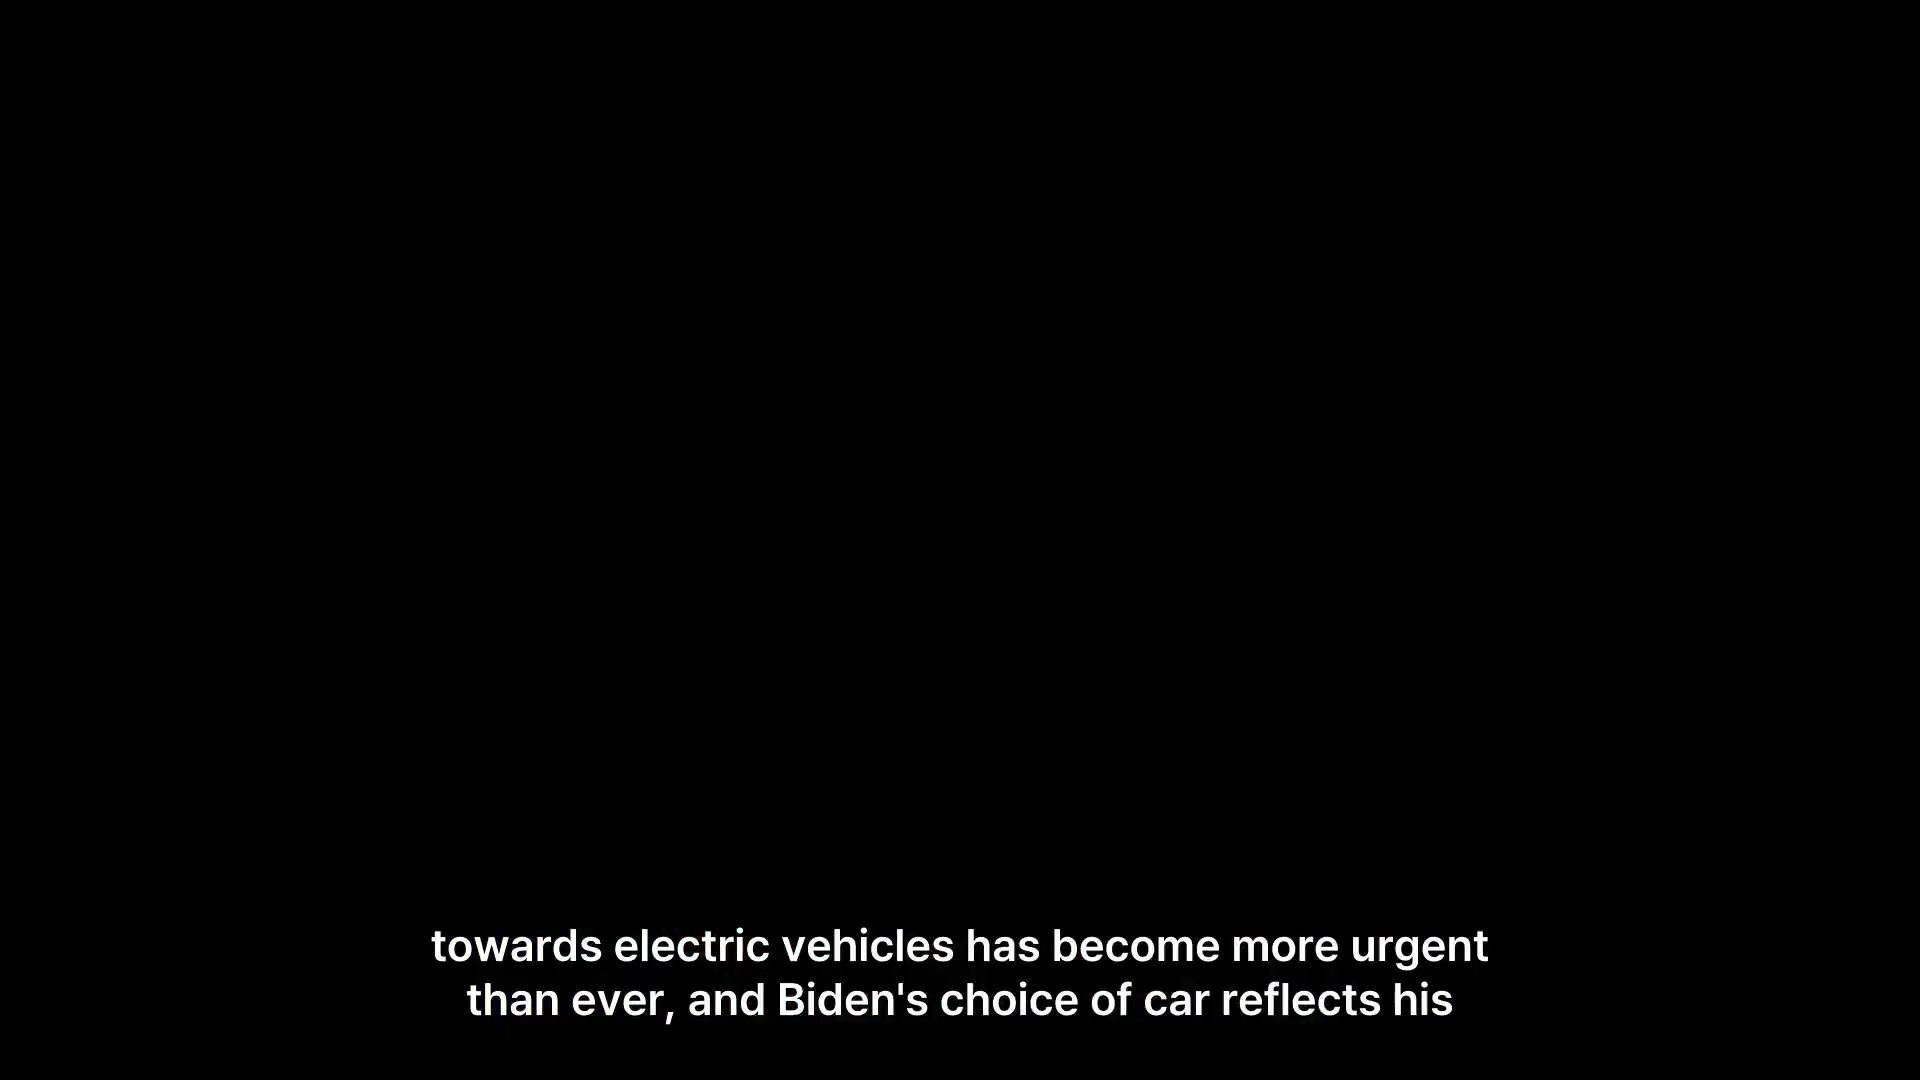 towards electric vehicles has become more urgent
than ever, and Biden's choice of car reflects his